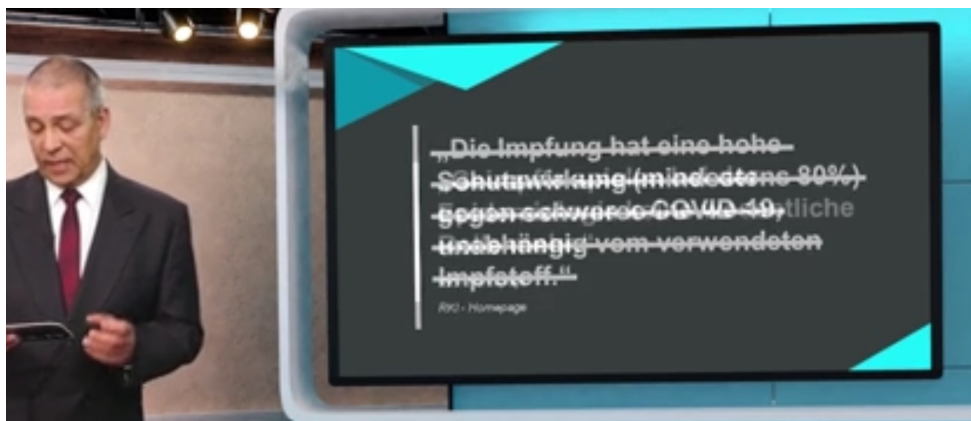 „Die Impfung hat eine hohe
Schutzwirkung (mindestens 80%)
gegen schwere COVID-19,
unabhängig vom verwendeten
Impfstoff.“
RKI - Homepage